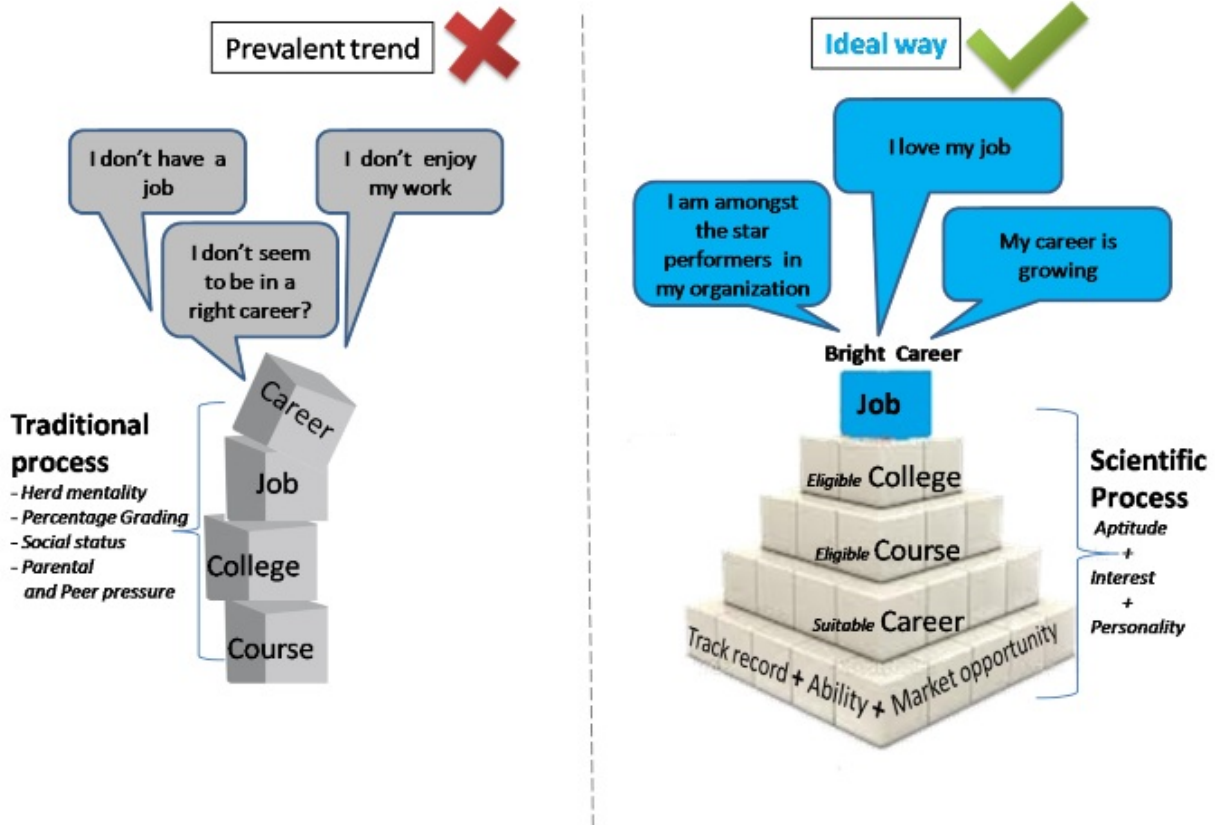 Prevalent trend
I don't have a
job
I don't enjoy
my work
I don't seem
to be in a
right career?
Career
Job
College
Course
Traditional
process
- Herd mentality
- Percentage Grading
- Social status
- Parental
and Peer pressure
Ideal way
I love my job
I am amongst
the star
performers in
my organization
My career is
growing
Bright Career
Job
Eligible College
Eligible Course
Suitable Career
Track record + Ability + Market opportunity
Scientific
Process
Aptitude
+
Interest
+
Personality